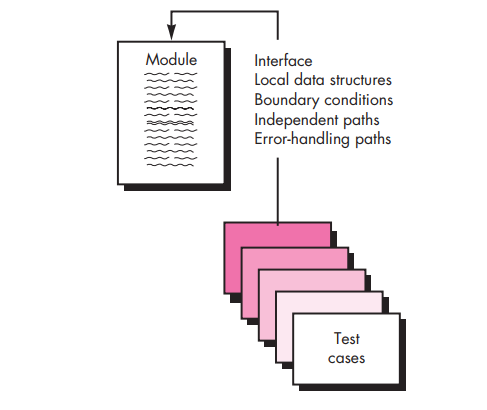 Module
Interface
Local data structures
Boundary conditions
Independent paths
Error-handling paths
Test
cases